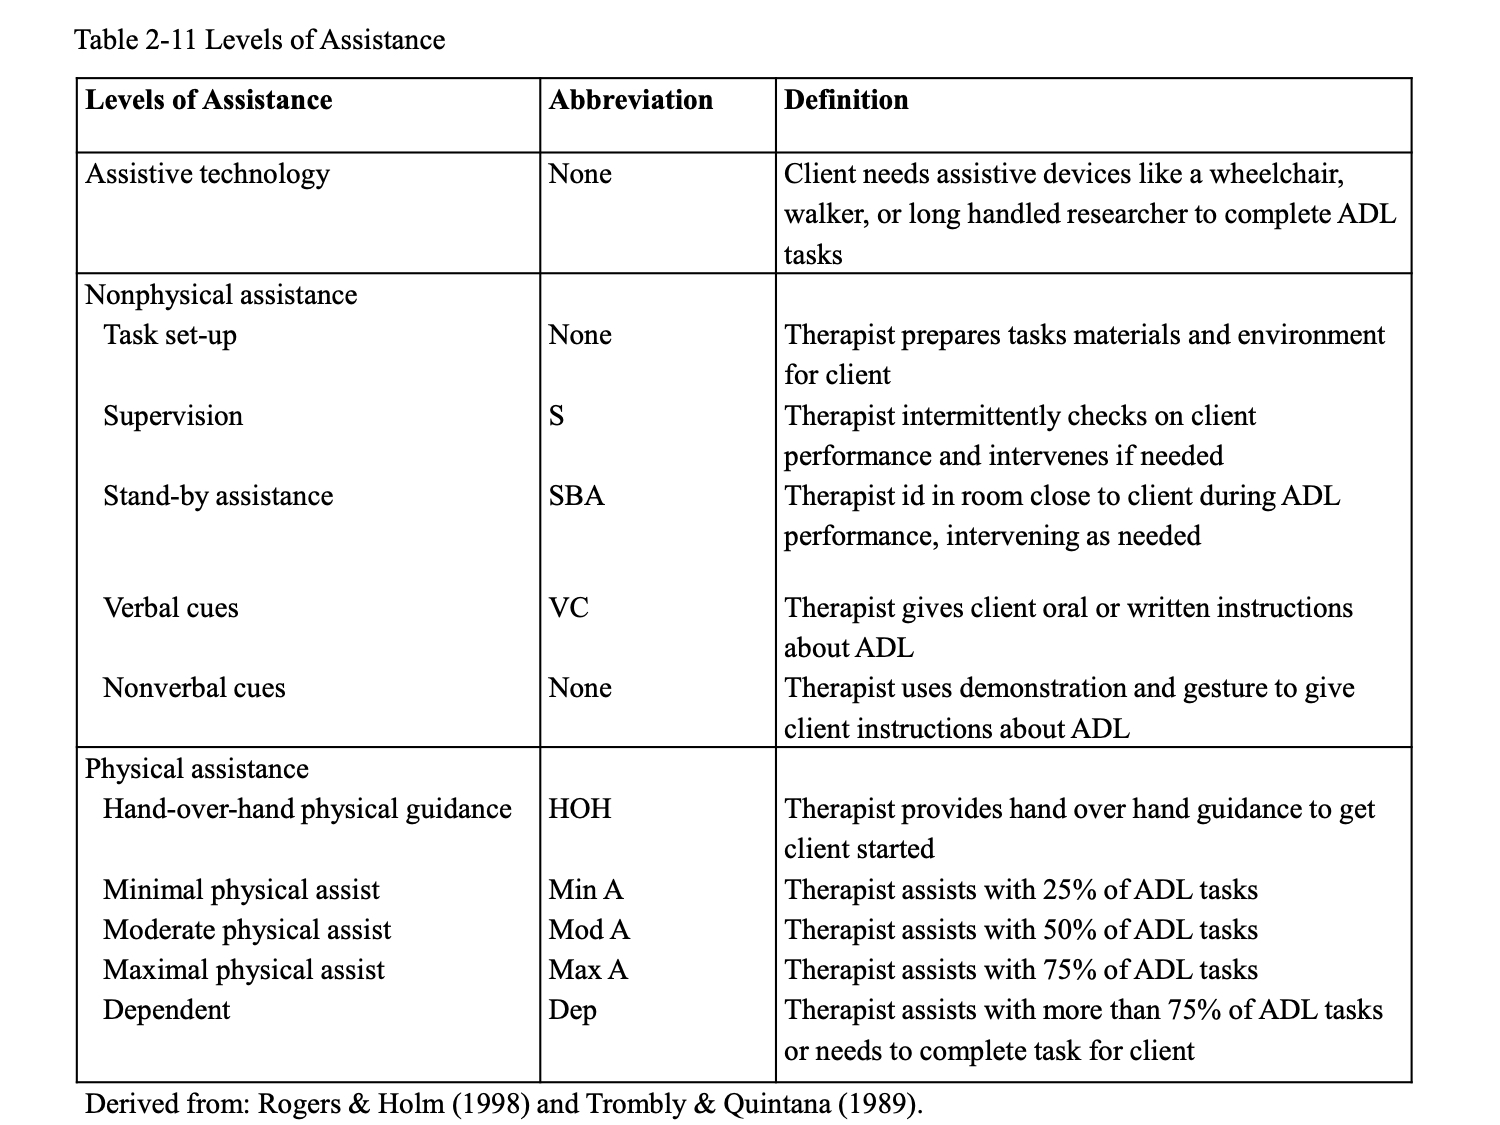 Table 2-11 Levels of Assistance
Levels of Assistance Abbreviation Definition
Assistive technology None Client needs assistive devices like a wheelchair,
walker, or long handled researcher to complete ADL
tasks
Nonphysical assistance
Task set-up None Therapist prepares tasks materials and environment
for client
Supervision S Therapist intermittently checks on client
performance and intervenes if needed
Stand-by assistance SBA Therapist id in room close to client during ADL
performance, intervening as needed
Verbal cues VC Therapist gives client oral or written instructions
about ADL
Nonverbal cues None Therapist uses demonstration and gesture to give
client instructions about ADL
Physical assistance
Hand-over-hand physical guidance HOH Therapist provides hand over hand guidance to get
client started
Minimal physical assist Min A Therapist assists with 25% of ADL tasks
Moderate physical assist Mod A Therapist assists with 50% of ADL tasks
Maximal physical assist Max A Therapist assists with 75% of ADL tasks
Dependent Dep Therapist assists with more than 75% of ADL tasks
or needs to complete task for client
Derived from: Rogers & Holm (1998) and Trombly & Quintana (1989).